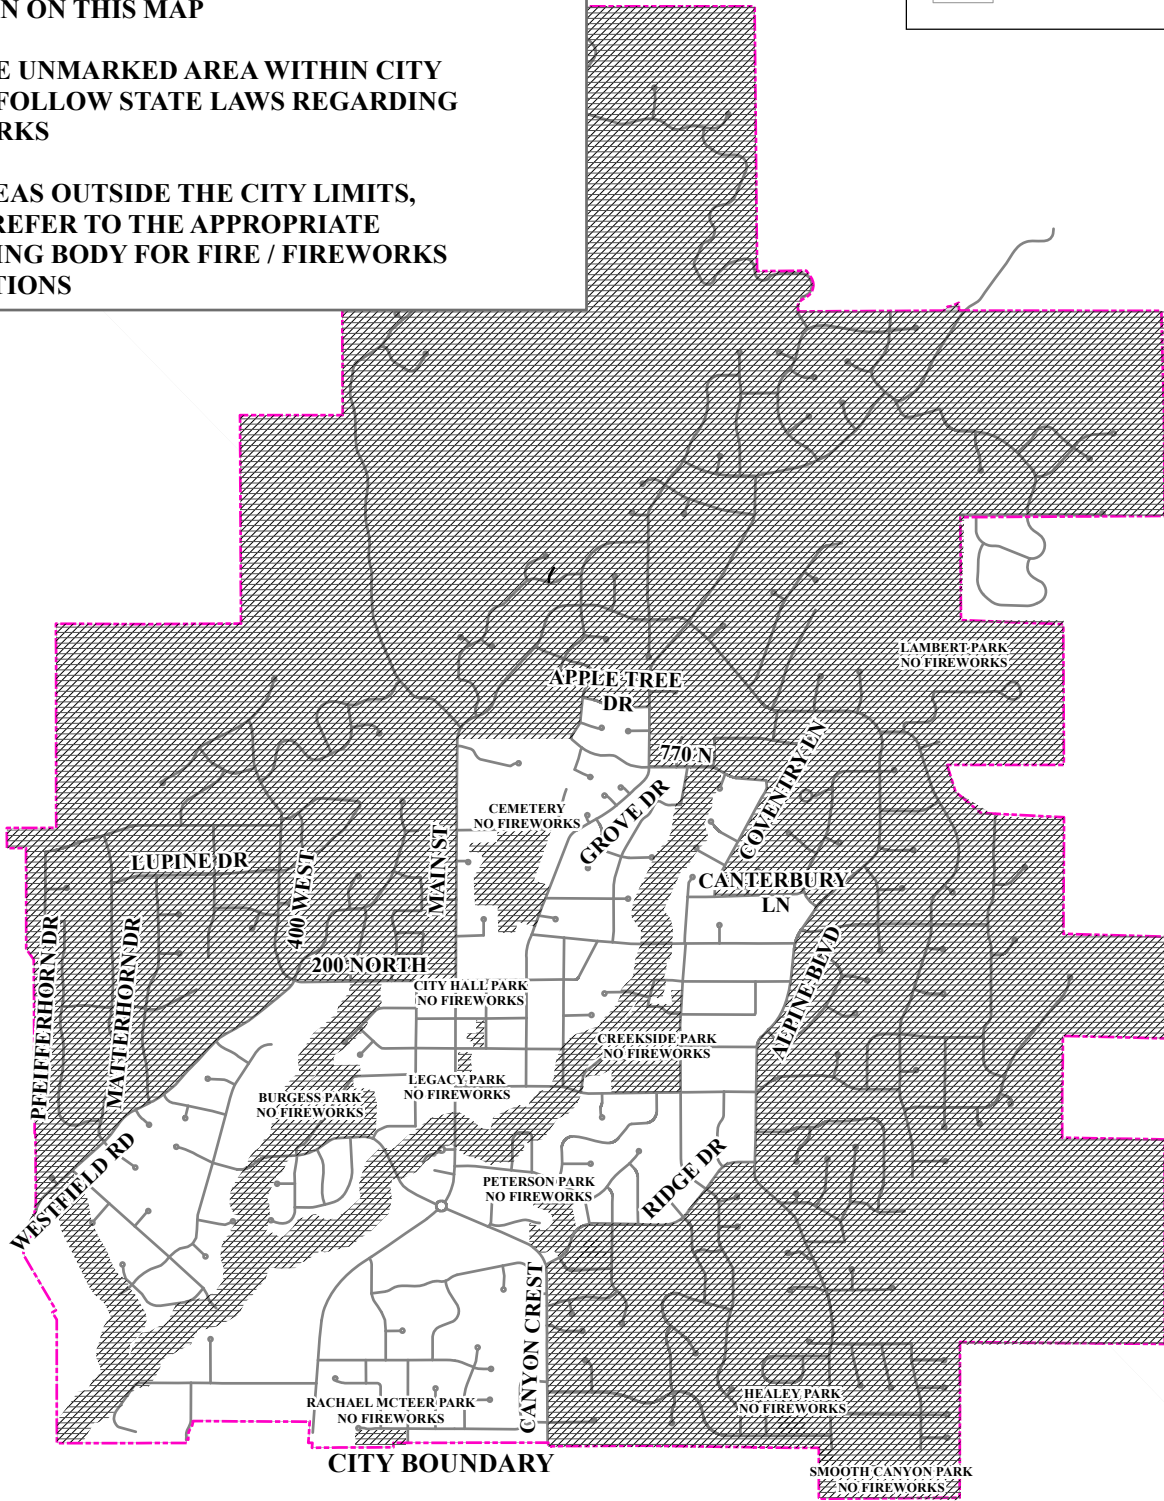 N ON THIS MAP
E UNMARKED AREA WITHIN CITY
FOLLOW STATE LAWS REGARDING
RKS
EAS OUTSIDE THE CITY LIMITS,
REFER TO THE APPROPRIATE
ING BODY FOR FIRE / FIREWORKS
TIONS
LAMBERT PARK
NO FIREWORKS
APPLE TREE
DR
770 N
COVENTRY LN
CEMETERY
NO FIREWORKS
GROVE DR
MAIN ST
LUPINE DR
400 WEST
CANTERBURY
LN
PFEIFFERHORN DR
MATTERHORN DR
200 NORTH
CITY HALL PARK
NO FIREWORKS
ALPINE BLVD
CREEKSIDE PARK
NO FIREWORKS
LEGACY PARK
NO FIREWORKS
BURGESS PARK
NO FIREWORKS
WESTFIELD RD
PETERSON PARK
NO FIREWORKS
RIDGE DR
CANYON CREST
RACHAEL MCTEER PARK
NO FIREWORKS
HEALEY PARK
NO FIREWORKS
CITY BOUNDARY
SMOOTH CANYON PARK
NO FIREWORKS